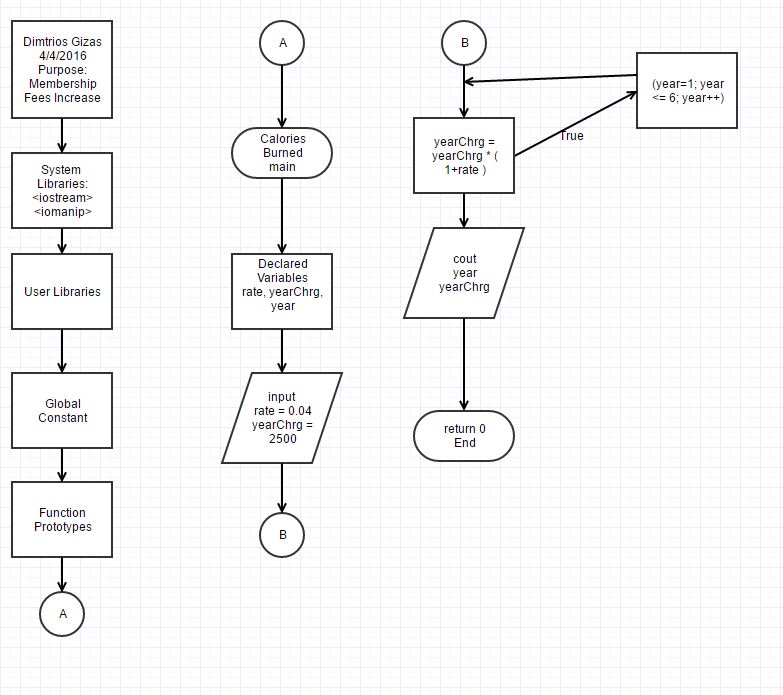 Dimtrios Gizas
4/4/2016
Purpose:
Membership
Fees Increase
System
Libraries:
<iostream>
<iomanip>
User Libraries
Global
Constant
Function
Prototypes
A
A
Calories
Burned
main
Declared
Variables
rate, yearChrg,
year
input
rate = 0.04
yearChrg =
2500
B
B
(year=1; year
<= 6; year++)
True
yearChrg =
yearChrg * (
1+rate )
cout
year
yearChrg
return 0
End